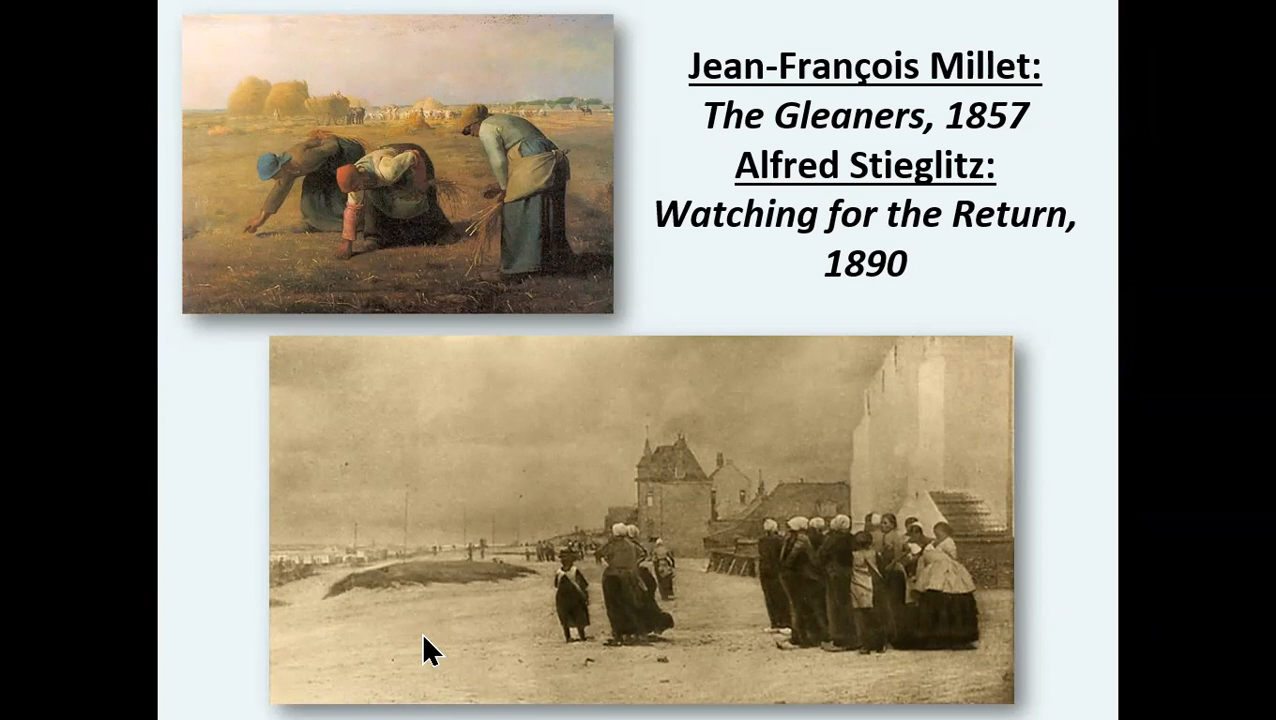 Jean-François Millet:
The Gleaners, 1857
Alfred Stieglitz:
Watching for the Return,
1890